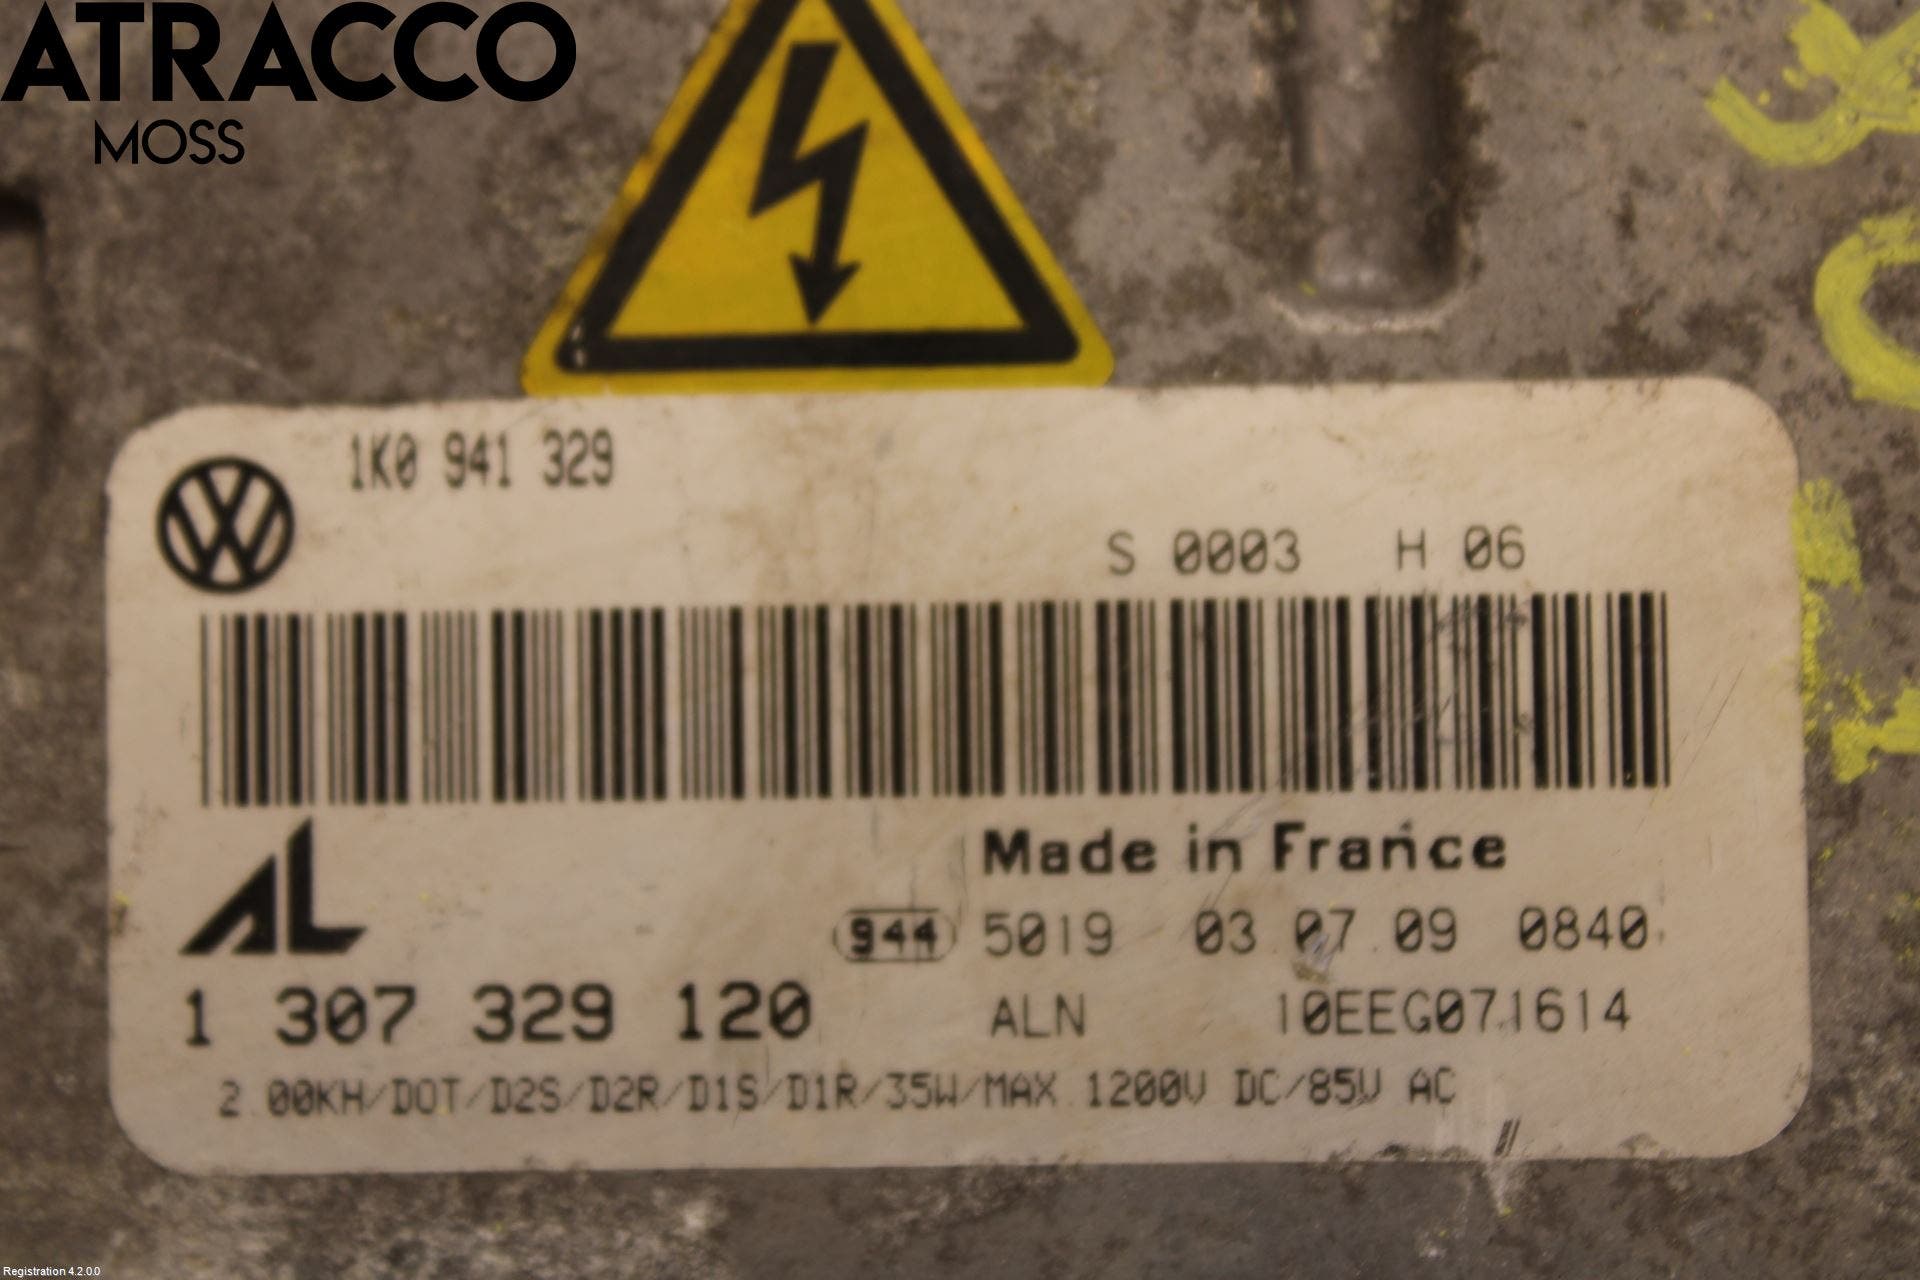 ATRACCO
MOSS
1K0 941 329
S 0003 H 06
Made in France
944 5019 03.07.09 0840
AL
1 307 329 120 ALN 10EEG071614
2.00KH/DOT/D2S/D2R/D1S/D1R/35W/MAX.1200V DC/85V AC
Registration 4.2.0.0